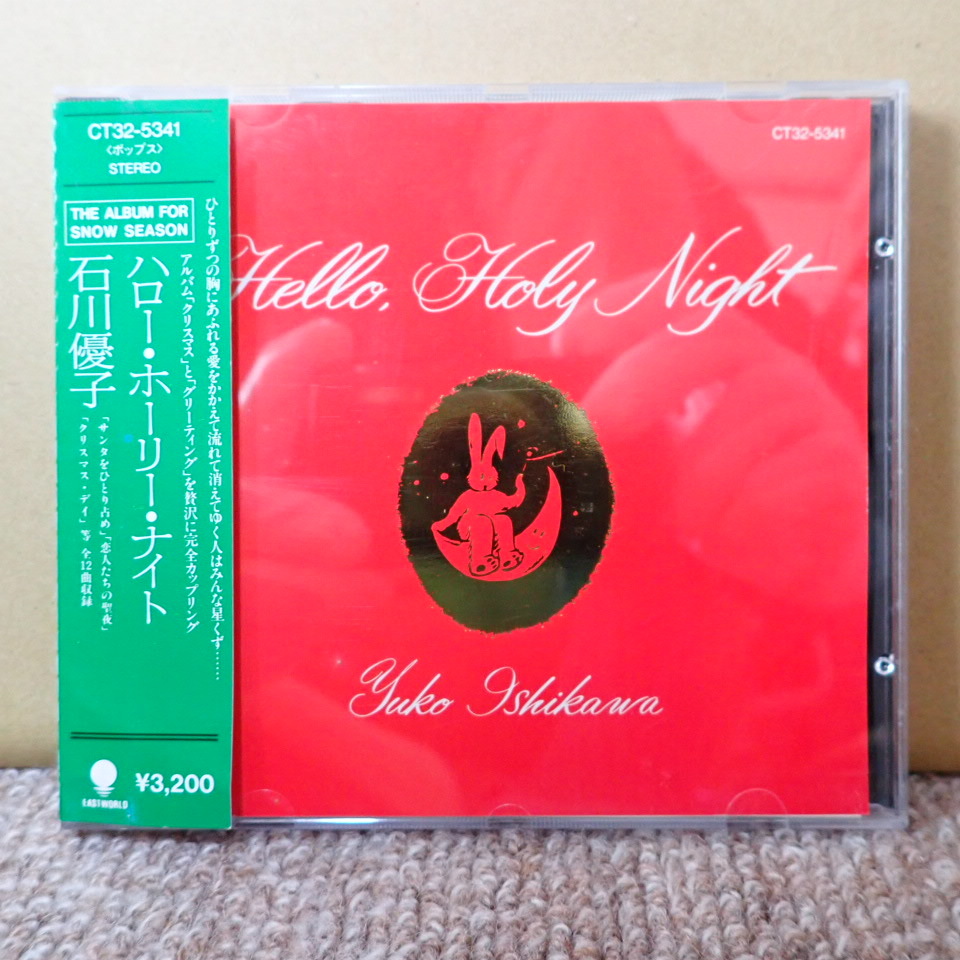 CT32-5341
〈ポップス〉
STEREO
THE ALBUM FOR
SNOW SEASON
ひとりずつの胸にあふれる愛をかかえて流れて消えてゆく人はみんな星くず……
アルバム「クリスマス」と「グリーティング」を贅沢に完全カップリング
ハロー・ホーリー・ナイト
石川優子
「サンタをひとり占め」「恋人たちの聖夜」
「クリスマス・デイ」等 全12曲収録
EASTWORLD
¥3,200
CT32-5341
Hello, Holy Night
Yuko Ishikawa